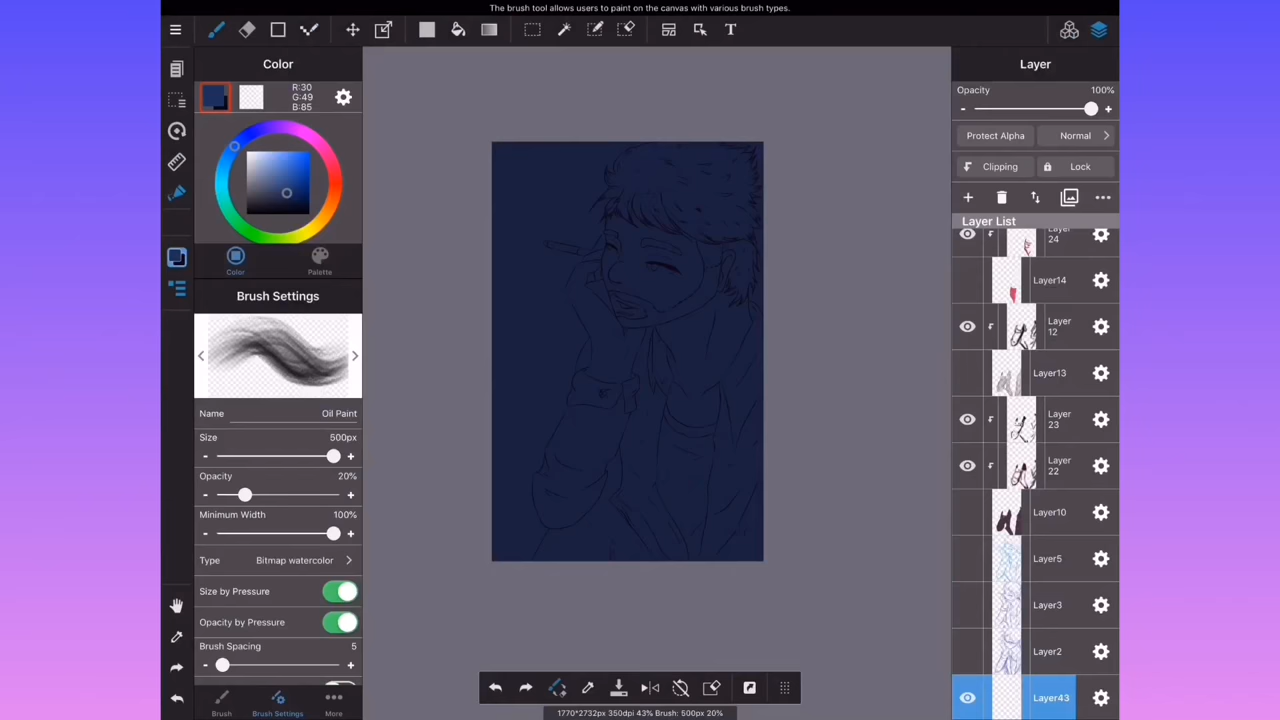 The brush tool allows users to paint on the canvas with various brush types.
T
Color
R:30
G:49
B:85
Color
Palette
Brush Settings
Name Oil Paint
Size 500px
- +
Opacity 20%
- +
Minimum Width 100%
- +
Type Bitmap watercolor
Size by Pressure
Opacity by Pressure
Brush Spacing 5
- +
Brush
Brush Settings
More
1770*2732px 350dpi 43% Brush: 500px 20%
Layer
Opacity 100%
- +
Protect Alpha Normal
Clipping Lock
Layer List
Layer
24
Layer14
Layer
12
Layer13
Layer
23
Layer
22
Layer10
Layer5
Layer3
Layer2
Layer43